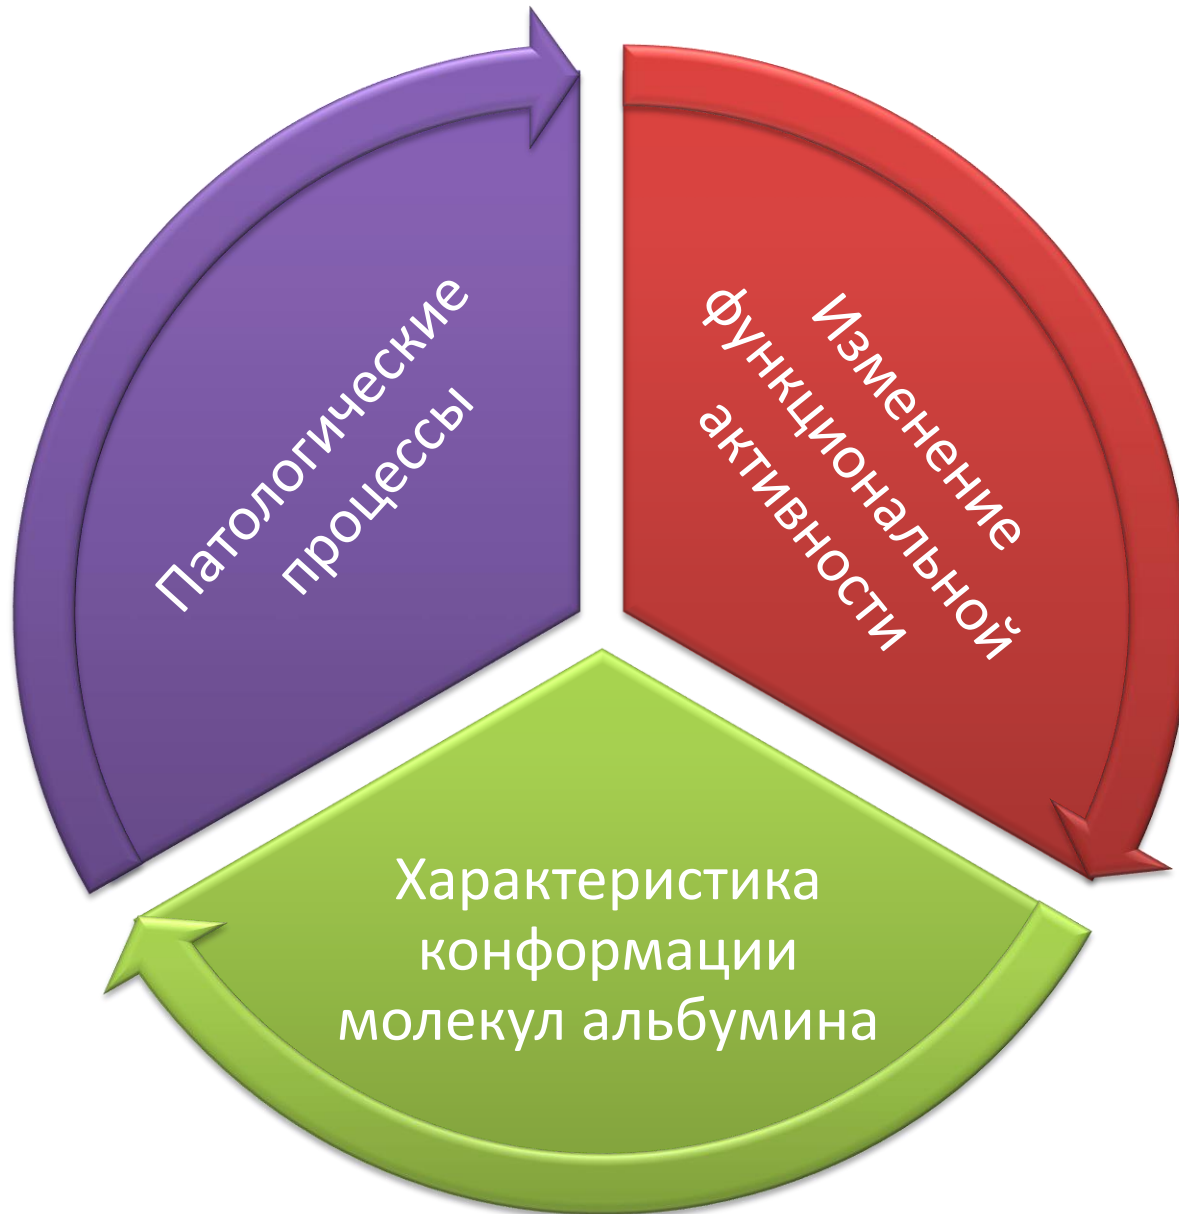 Патологические
процессы
Изменение
функциональной
активности
Характеристика
конформации
молекул альбумина